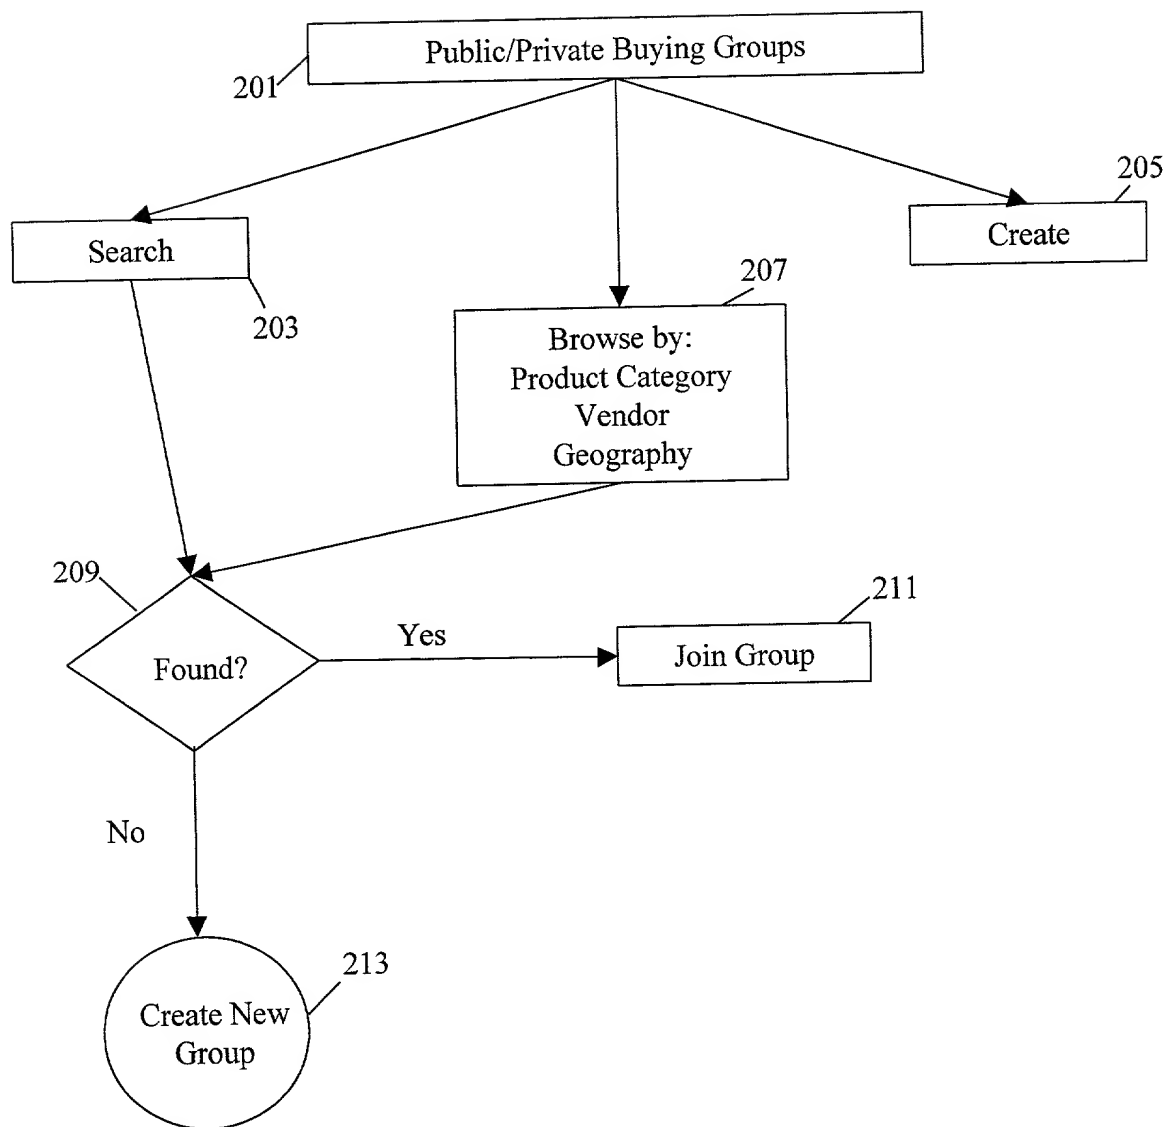 Public/Private Buying Groups
201
205
Search
Create
203
207
Browse by:
Product Category
Vendor
Geography
209
211
Yes
Found?
Join Group
No
213
Create New
Group